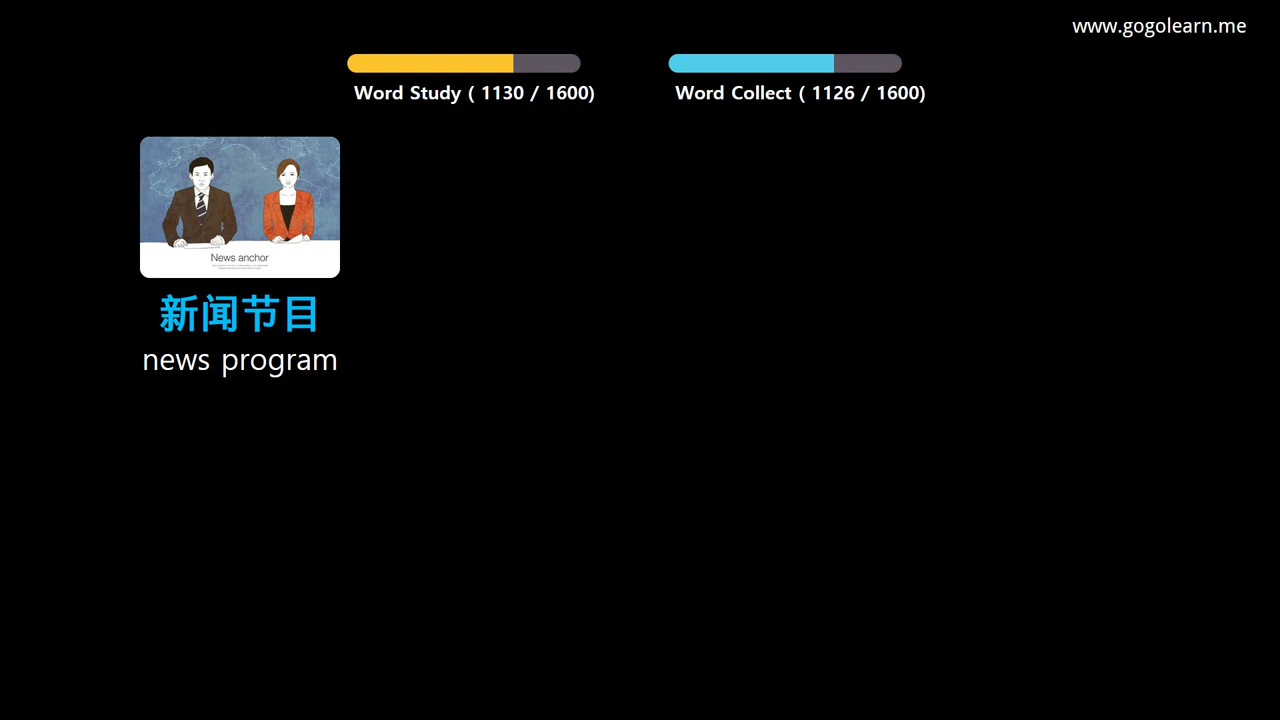 www.gogolearn.me
Word Study ( 1130 / 1600)
Word Collect ( 1126 / 1600)
News anchor
新闻节目
news program